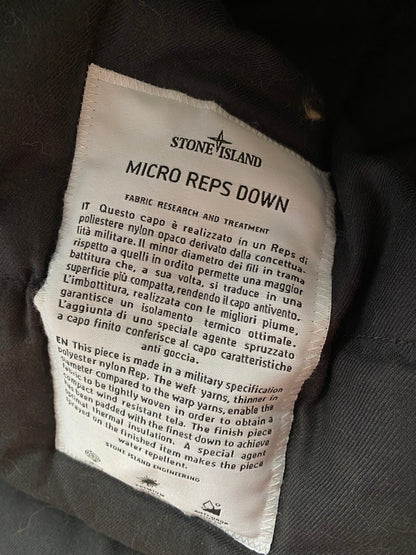 STONE ISLAND
MICRO REPS DOWN
FABRIC RESEARCH AND TREATMENT
IT Questo capo è realizzato in un Reps di
poliestere nylon opaco derivato dalla concettua-
lità militare. Il minor diametro dei fili in trama
rispetto a quelli in ordito permette una maggior
battitura che, a sua volta, si traduce in una
superficie più compatta, rendendo il capo antivento.
L'imbottitura, realizzata con le migliori piume,
garantisce un isolamento termico ottimale.
L'aggiunta di uno speciale agente spruzzato
a capo finito conferisce al capo caratteristiche
anti goccia.
EN This piece is made in a military specification
polyester nylon Rep. The weft yarns, thinner in
diameter compared to the warp yarns, enable the
fabric to be tightly woven in order to obtain a
compact wind resistant tela. The finish piece
has been padded with the finest down to achieve
optimal thermal insulation. A special agent
sprayed on the finished item makes the piece
water repellent.
STONE ISLAND ENGINEERING
ANTI-DROP